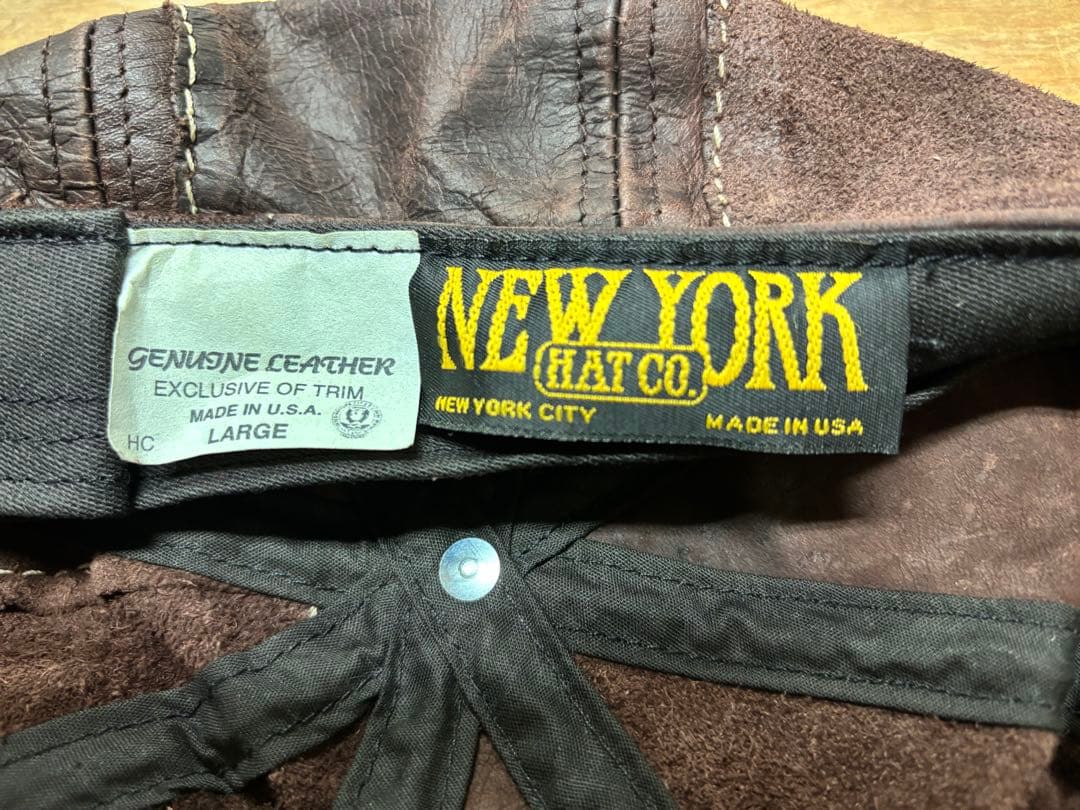 GENUINE LEATHER
EXCLUSIVE OF TRIM
MADE IN U.S.A.
HC LARGE
NEW YORK
HAT CO.
NEW YORK CITY MADE IN USA